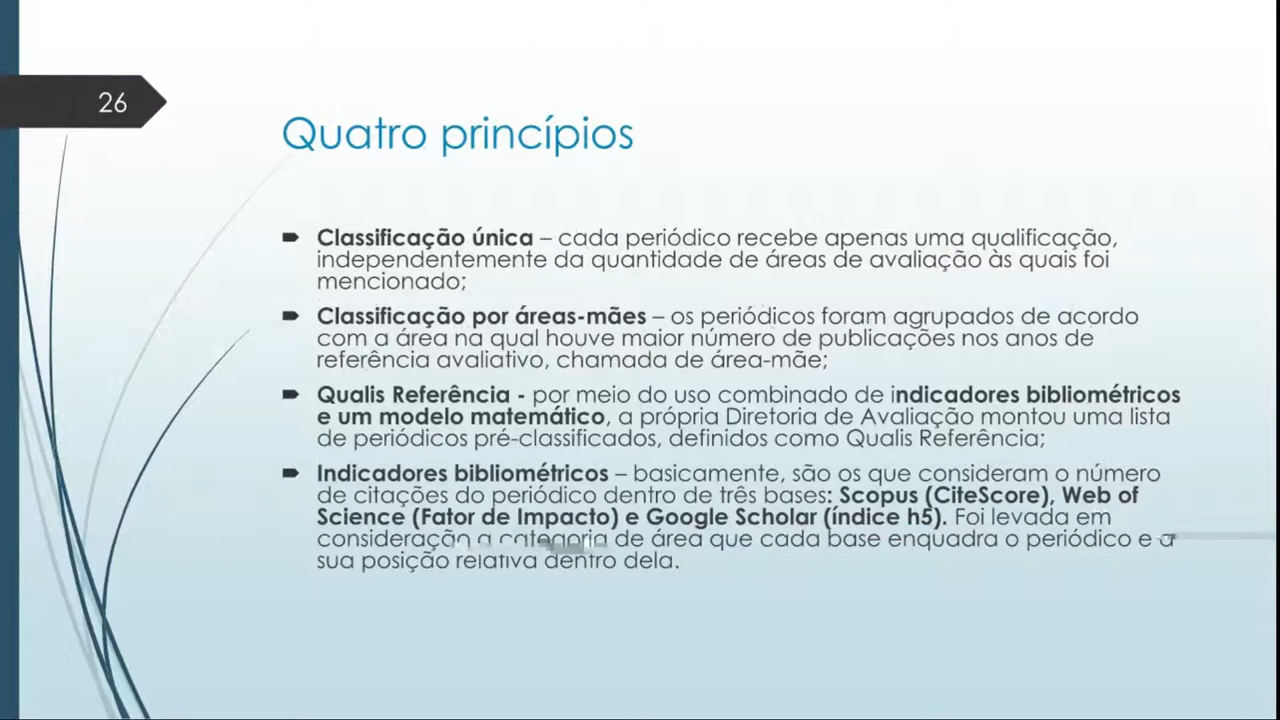 26
Quatro princípios
Classificação única – cada periódico recebe apenas uma qualificação,
independentemente da quantidade de áreas de avaliação às quais foi
mencionado;
Classificação por áreas-mães – os periódicos foram agrupados de acordo
com a área na qual houve maior número de publicações nos anos de
referência avaliativo, chamada de área-mãe;
Qualis Referência - por meio do uso combinado de indicadores bibliométricos
e um modelo matemático, a própria Diretoria de Avaliação montou uma lista
de periódicos pré-classificados, definidos como Qualis Referência;
Indicadores bibliométricos – basicamente, são os que consideram o número
de citações do periódico dentro de três bases: Scopus (CiteScore), Web of
Science (Fator de Impacto) e Google Scholar (índice h5). Foi levada em
consideração a categoria de área que cada base enquadra o periódico e a
sua posição relativa dentro dela.